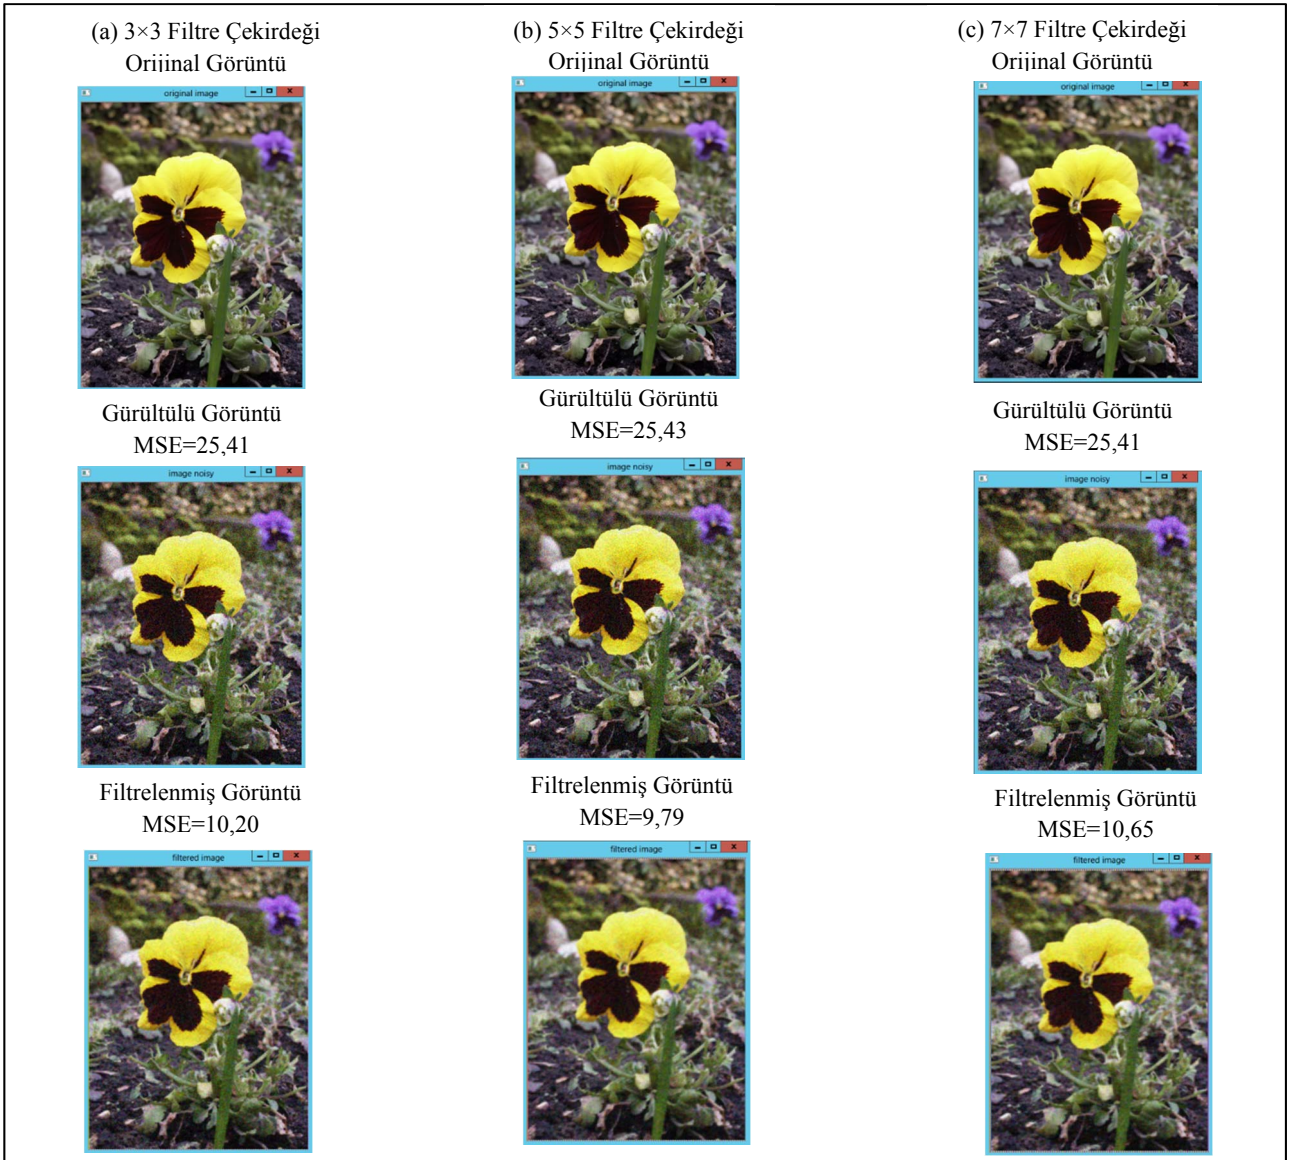 (a) 3×3 Filtre Çekirdeği
Orijinal Görüntü
original image
Gürültülü Görüntü
MSE=25,41
image noisy
Filtrelenmiş Görüntü
MSE=10,20
filtered image
(b) 5×5 Filtre Çekirdeği
Orijinal Görüntü
original image
Gürültülü Görüntü
MSE=25,43
image noisy
Filtrelenmiş Görüntü
MSE=9,79
filtered image
(c) 7×7 Filtre Çekirdeği
Orijinal Görüntü
original image
Gürültülü Görüntü
MSE=25,41
image noisy
Filtrelenmiş Görüntü
MSE=10,65
filtered image